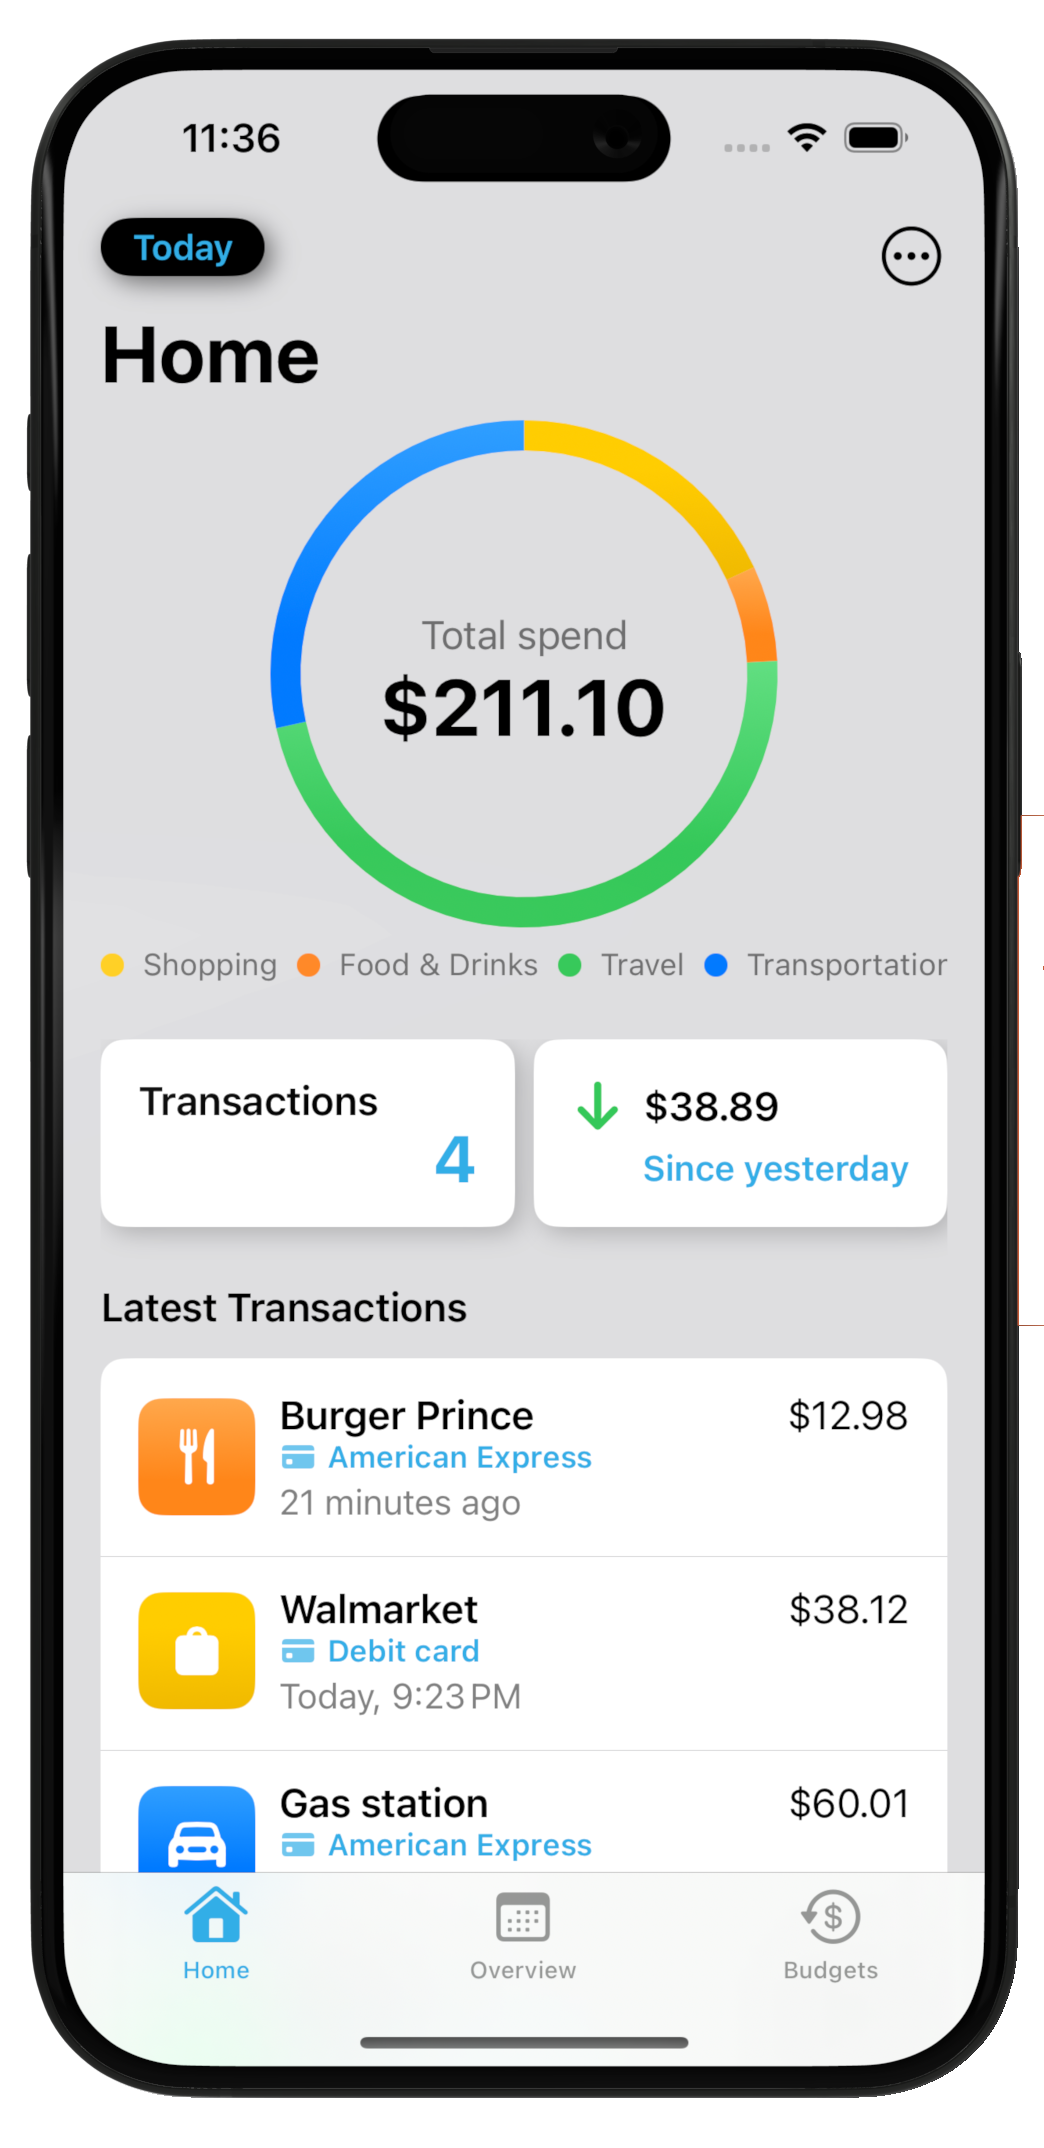 11:36
Today
Home
Total spend
$211.10
Shopping Food & Drinks Travel Transportation
Transactions
4
$38.89
Since yesterday
Latest Transactions
Burger Prince $12.98
American Express
21 minutes ago
Walmarket $38.12
Debit card
Today, 9:23 PM
Gas station $60.01
American Express
Home Overview Budgets